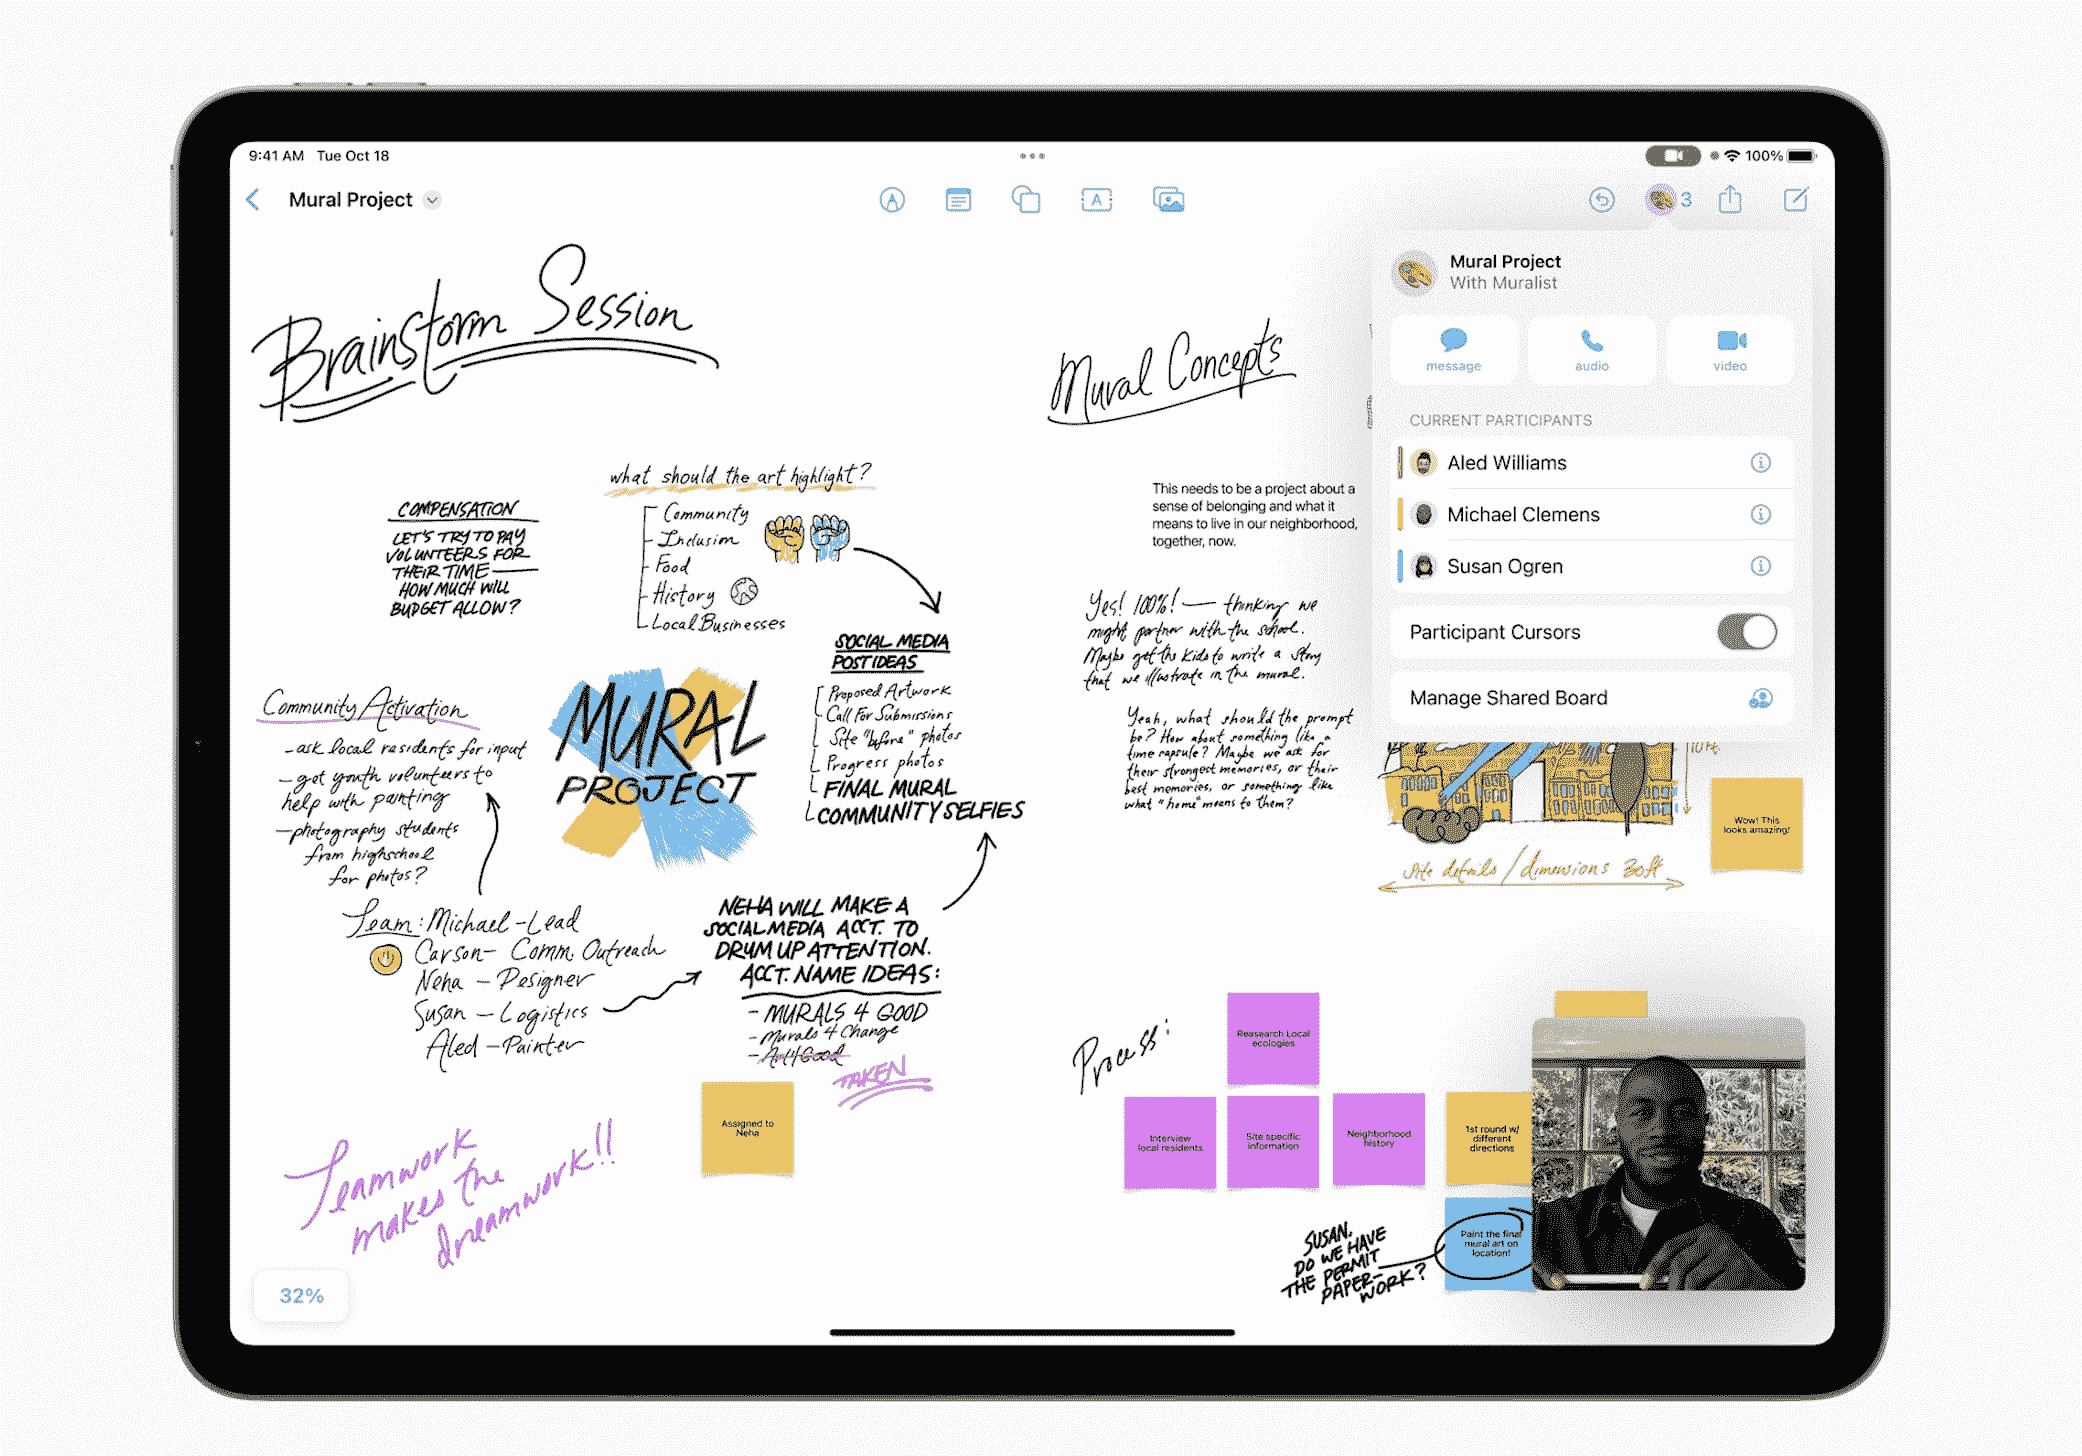 9:41 AM Tue Oct 18
100%
Mural Project
3
Brainstorm Session
COMPENSATION
LET'S TRY TO PAY
VOLUNTEERS FOR
THEIR TIME —
HOW MUCH WILL
BUDGET ALLOW?
what should the art highlight?
Community
Inclusion
Food
History
Local Businesses
SOCIAL MEDIA
POST IDEAS
Proposed Artwork
Call For Submissions
Site "before" photos
Progress photos
FINAL MURAL
COMMUNITY SELFIES
Community Activation
- ask local residents for input
- get youth volunteers to
help with painting
- photography students
from highschool
for photos?
MURAL
PROJECT
Team: Michael - Lead
Carson - Comm. Outreach
Neha - Designer
Susan - Logistics
Aled - Painter
NEHA WILL MAKE A
SOCIAL MEDIA ACCT. TO
DRUM UP ATTENTION.
ACCT. NAME IDEAS:
- MURALS 4 GOOD
- Murals 4 Change
- Art4Good
TAKEN
Assigned to
Neha
Teamwork
makes the
dreamwork!!
32%
Mural Concepts
This needs to be a project about a
sense of belonging and what it
means to live in our neighborhood,
together, now.
Yes! 100%! — thinking we
might partner with the school.
Maybe get the kids to write a story
that we illustrate in the mural.
Yeah, what should the prompt
be? How about something like a
time capsule? Maybe we ask for
their strongest memories, or their
best memories, or something like
what "home" means to them?
Mural Project
With Muralist
message
audio
video
CURRENT PARTICIPANTS
Aled Williams
Michael Clemens
Susan Ogren
Participant Cursors
Manage Shared Board
10ft
Wow! This
looks amazing!
Site details / dimensions 30ft
Process:
Research Local
ecologies
Interview
local residents
Site specific
information
Neighborhood
history
1st round w/
different
directions
Paint the final
mural art on
location!
SUSAN,
DO WE HAVE
THE PERMIT
PAPER-
WORK?